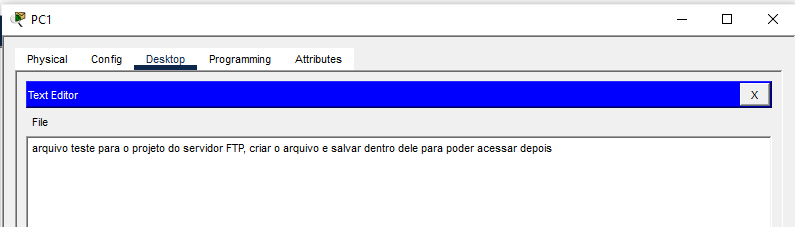 PC1
Physical Config Desktop Programming Attributes
Text Editor X
File
arquivo teste para o projeto do servidor FTP, criar o arquivo e salvar dentro dele para poder acessar depois